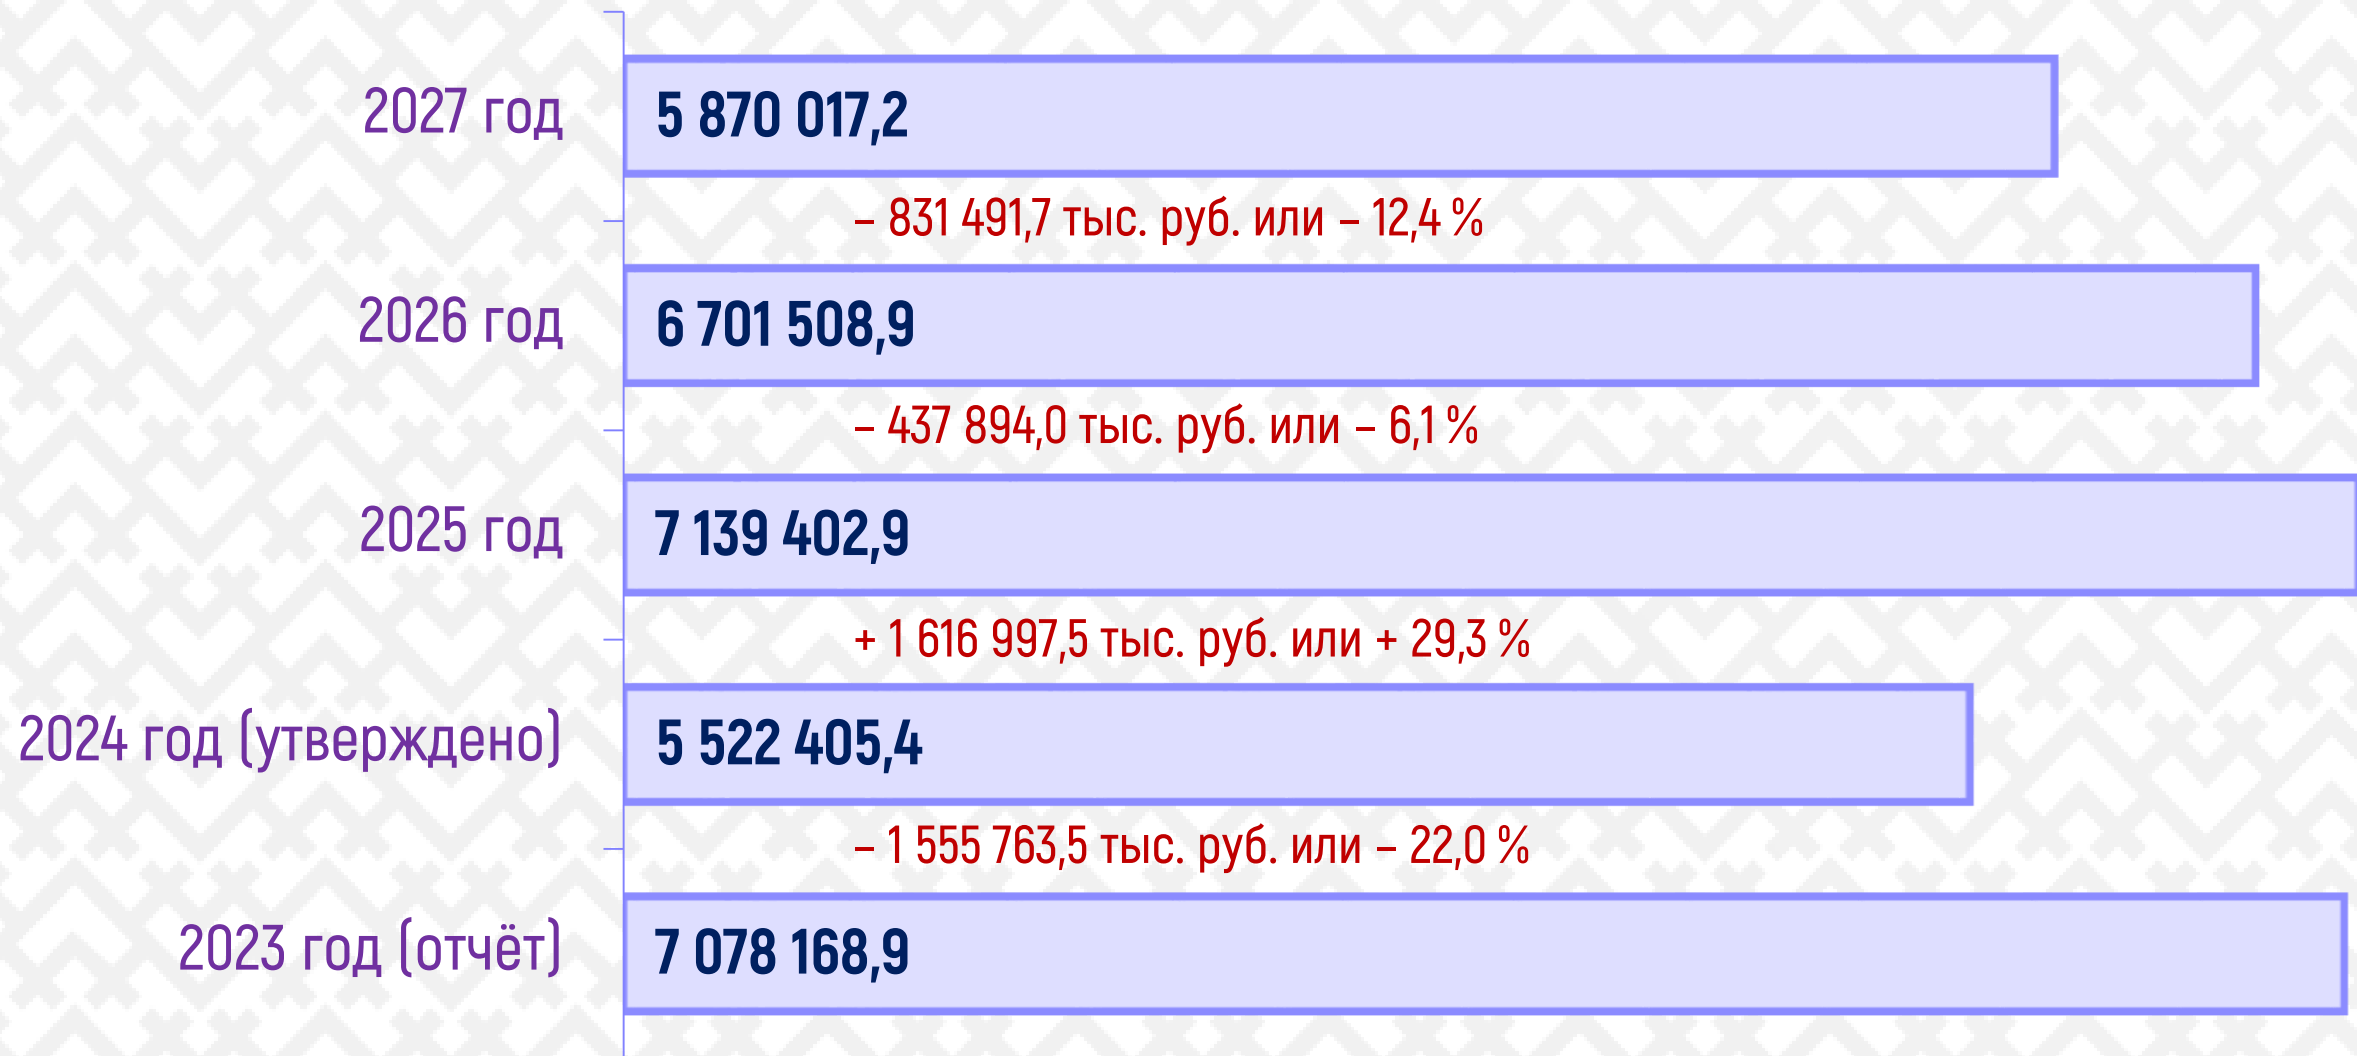 2027 год
5 870 017,2
– 831 491,7 тыс. руб. или – 12,4 %
2026 год
6 701 508,9
– 437 894,0 тыс. руб. или – 6,1 %
2025 год
7 139 402,9
+ 1 616 997,5 тыс. руб. или + 29,3 %
2024 год (утверждено)
5 522 405,4
– 1 555 763,5 тыс. руб. или – 22,0 %
2023 год (отчёт)
7 078 168,9